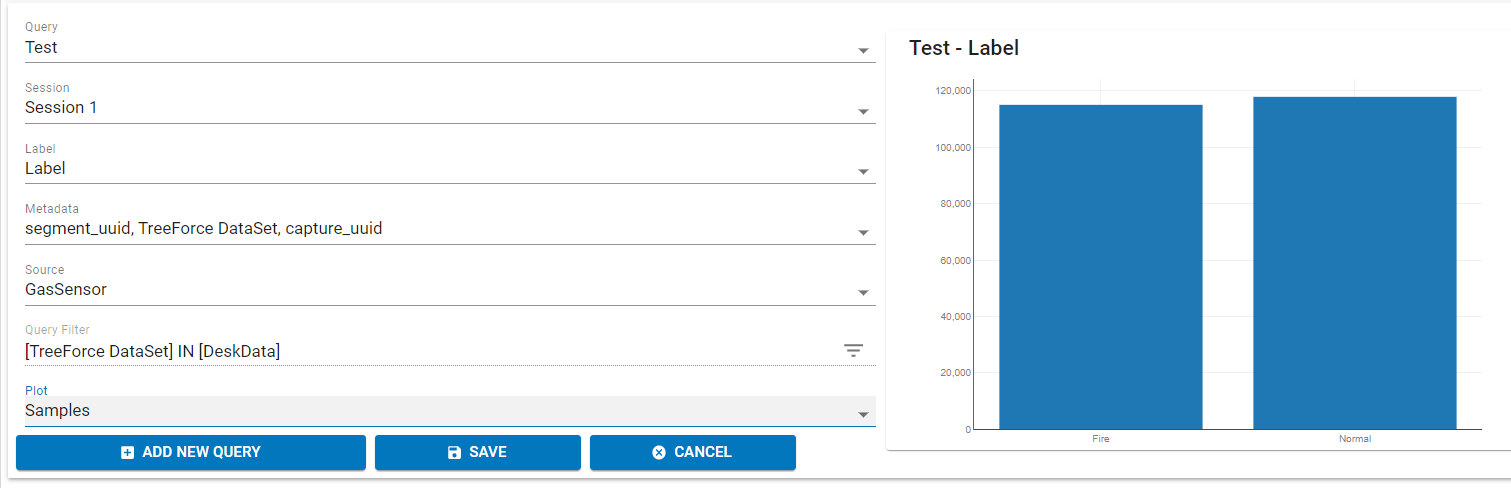 Query
Test
Session
Session 1
Label
Label
Metadata
segment_uuid, TreeForce DataSet, capture_uuid
Source
GasSensor
Query Filter
[TreeForce DataSet] IN [DeskData]
Plot
Samples
ADD NEW QUERY
SAVE
CANCEL
Test - Label
120,000
100,000
80,000
60,000
40,000
20,000
0
Fire
Normal